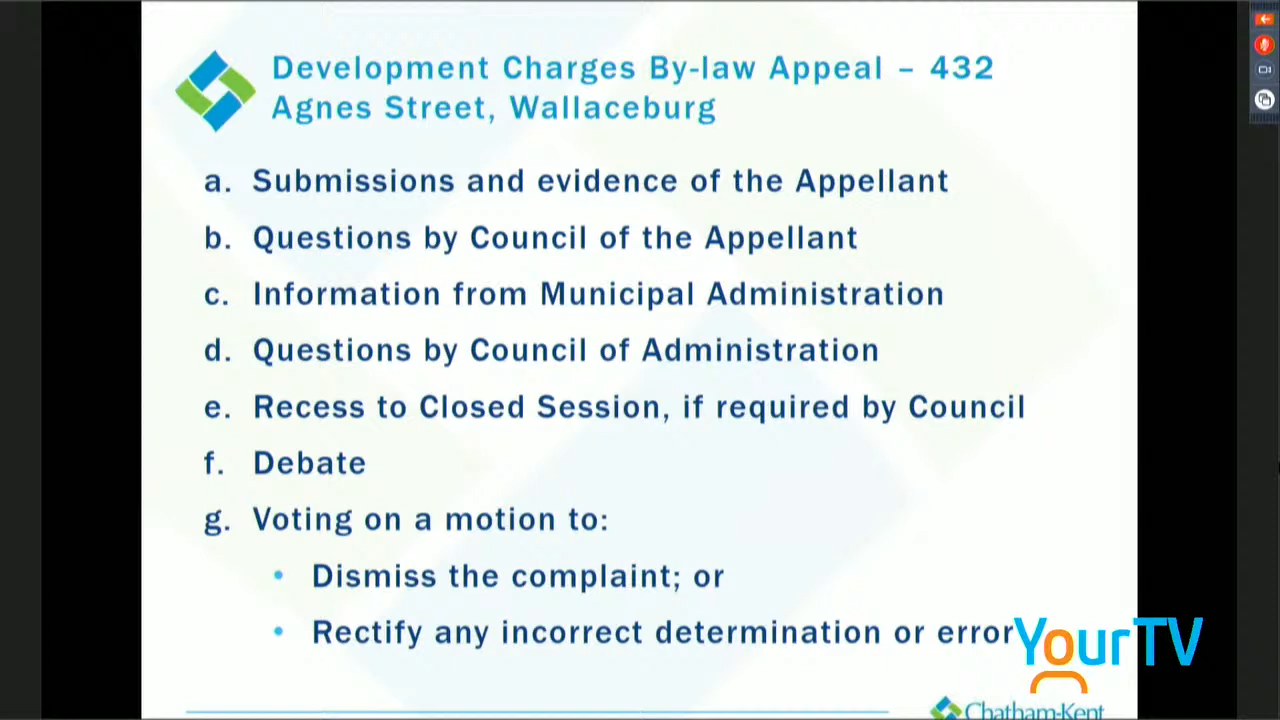 Development Charges By-law Appeal – 432
Agnes Street, Wallaceburg
a. Submissions and evidence of the Appellant
b. Questions by Council of the Appellant
c. Information from Municipal Administration
d. Questions by Council of Administration
e. Recess to Closed Session, if required by Council
f. Debate
g. Voting on a motion to:
• Dismiss the complaint; or
• Rectify any incorrect determination or error
YourTV
Chatham-Kent